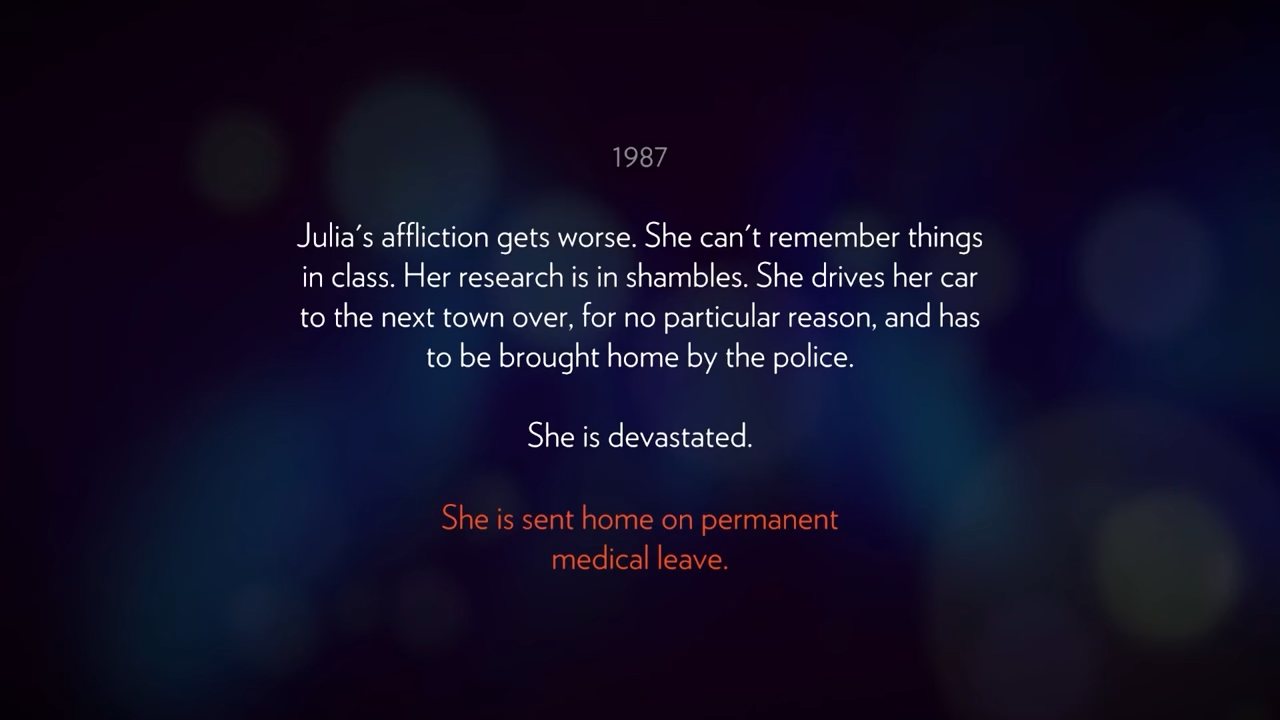 1987
Julia's affliction gets worse. She can't remember things
in class. Her research is in shambles. She drives her car
to the next town over, for no particular reason, and has
to be brought home by the police.
She is devastated.
She is sent home on permanent
medical leave.